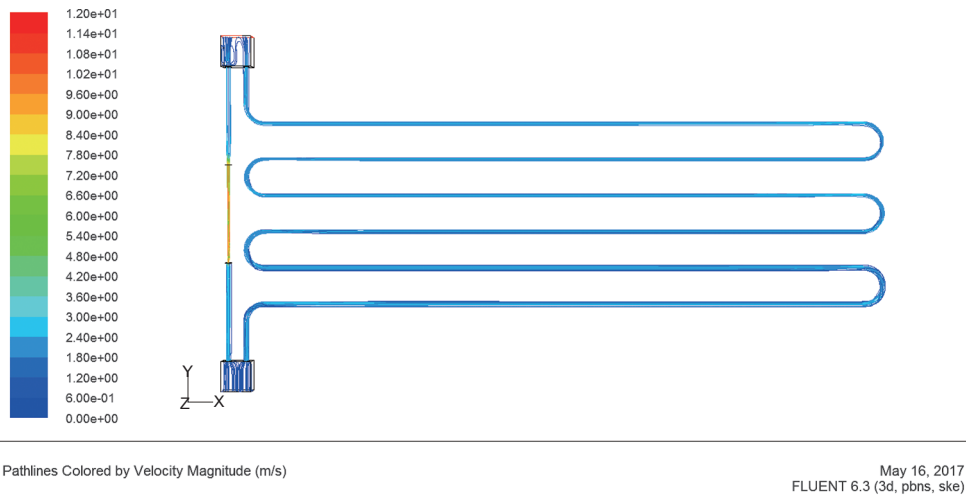 1.20e+01
1.14e+01
1.08e+01
1.02e+01
9.60e+00
9.00e+00
8.40e+00
7.80e+00
7.20e+00
6.60e+00
6.00e+00
5.40e+00
4.80e+00
4.20e+00
3.60e+00
3.00e+00
2.40e+00
1.80e+00
1.20e+00
6.00e-01
0.00e+00
Y
Z X
Pathlines Colored by Velocity Magnitude (m/s)
May 16, 2017
FLUENT 6.3 (3d, pbns, ske)